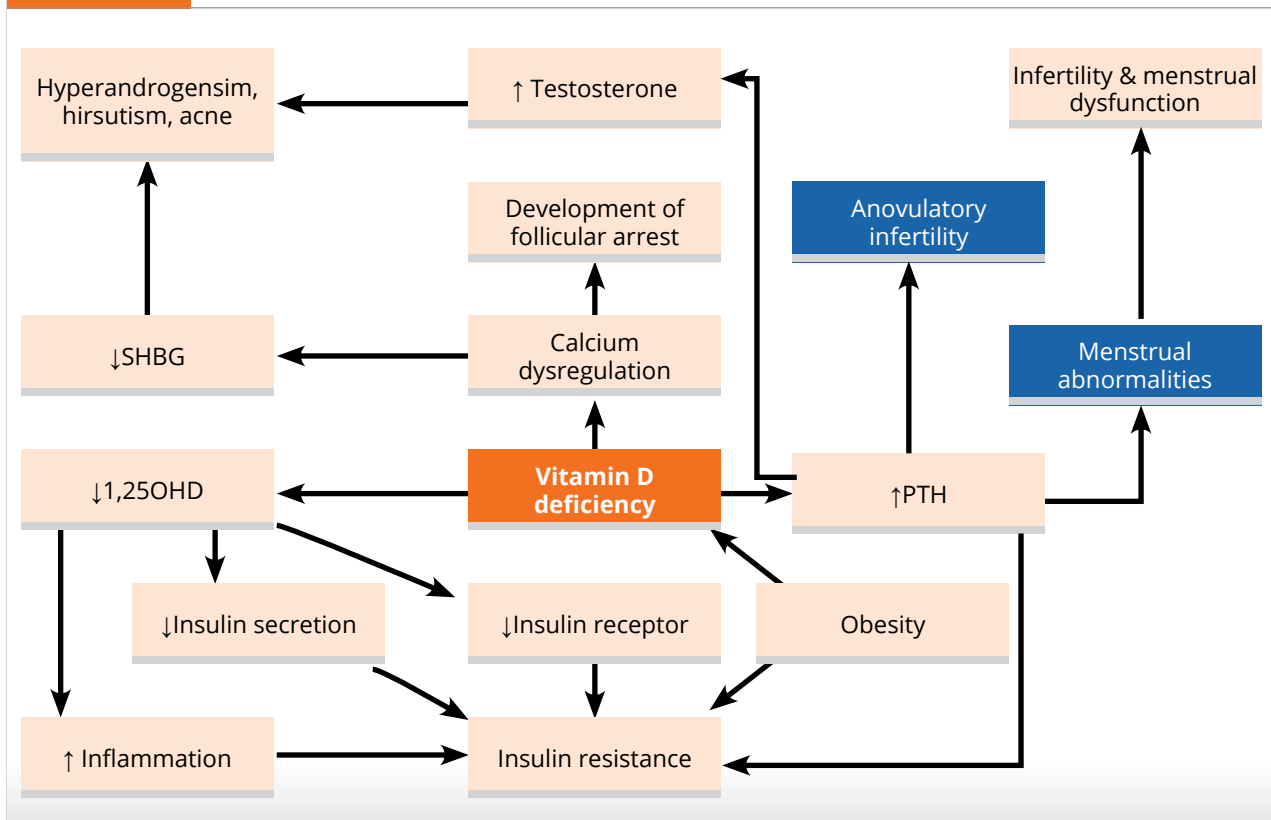 Hyperandrogensim,
hirsutism, acne
↑ Testosterone
Infertility & menstrual
dysfunction
Development of
follicular arrest
Anovulatory
infertility
↓SHBG
Calcium
dysregulation
Menstrual
abnormalities
↓1,25OHD
Vitamin D
deficiency
↑PTH
↓Insulin secretion
↓Insulin receptor
Obesity
↑ Inflammation
Insulin resistance